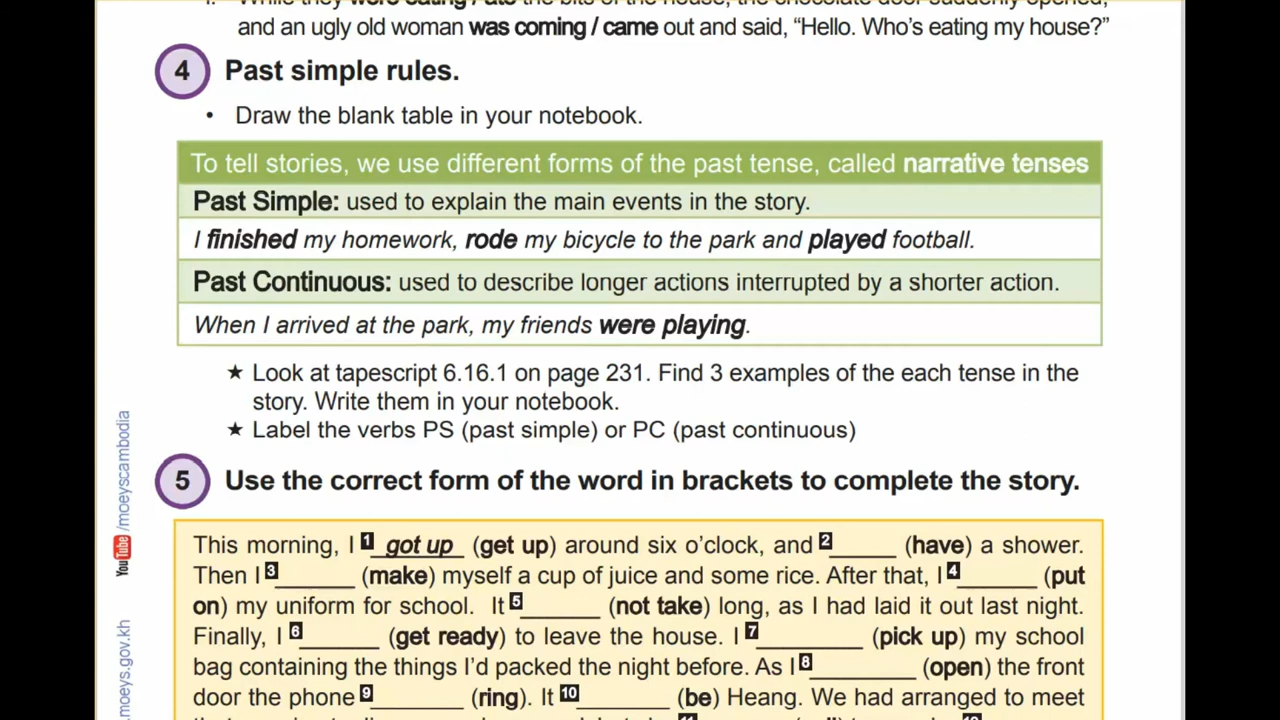 and an ugly old woman was coming / came out and said, “Hello. Who’s eating my house?”
4 Past simple rules.
• Draw the blank table in your notebook.
To tell stories, we use different forms of the past tense, called narrative tenses
Past Simple: used to explain the main events in the story.
I finished my homework, rode my bicycle to the park and played football.
Past Continuous: used to describe longer actions interrupted by a shorter action.
When I arrived at the park, my friends were playing.
★ Look at tapescript 6.16.1 on page 231. Find 3 examples of the each tense in the
story. Write them in your notebook.
★ Label the verbs PS (past simple) or PC (past continuous)
5 Use the correct form of the word in brackets to complete the story.
This morning, I 1 got up (get up) around six o’clock, and 2______ (have) a shower.
Then I 3_______ (make) myself a cup of juice and some rice. After that, I 4_______ (put
on) my uniform for school. It 5_______ (not take) long, as I had laid it out last night.
Finally, I 6_______ (get ready) to leave the house. I 7_________ (pick up) my school
bag containing the things I’d packed the night before. As I 8_________ (open) the front
door the phone 9_________ (ring). It 10________ (be) Heang. We had arranged to meet
YouTube /moeyscambodia
.moeys.gov.kh